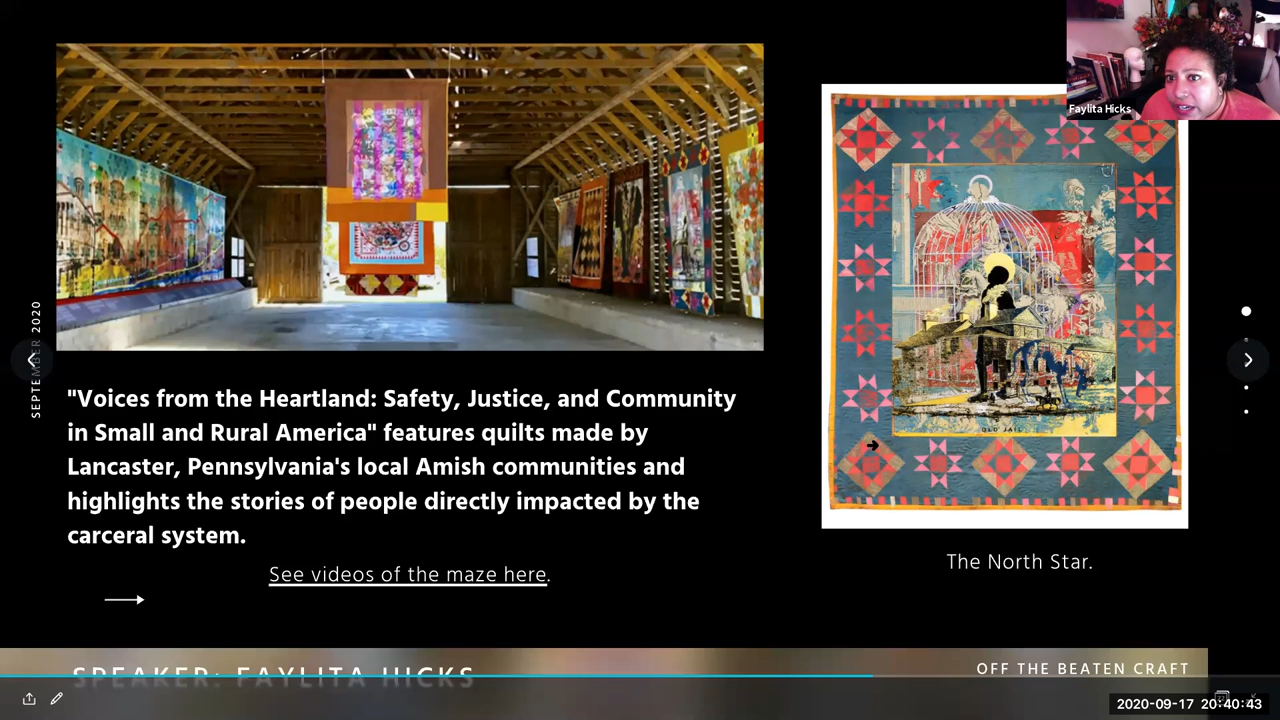 Faylita Hicks
SEPTEMBER 2020
"Voices from the Heartland: Safety, Justice, and Community
in Small and Rural America" features quilts made by
Lancaster, Pennsylvania's local Amish communities and
highlights the stories of people directly impacted by the
carceral system.
See videos of the maze here.
OLD JAIL
The North Star.
SPEAKER: FAYLITA HICKS
OFF THE BEATEN CRAFT
2020-09-17 20:40:43